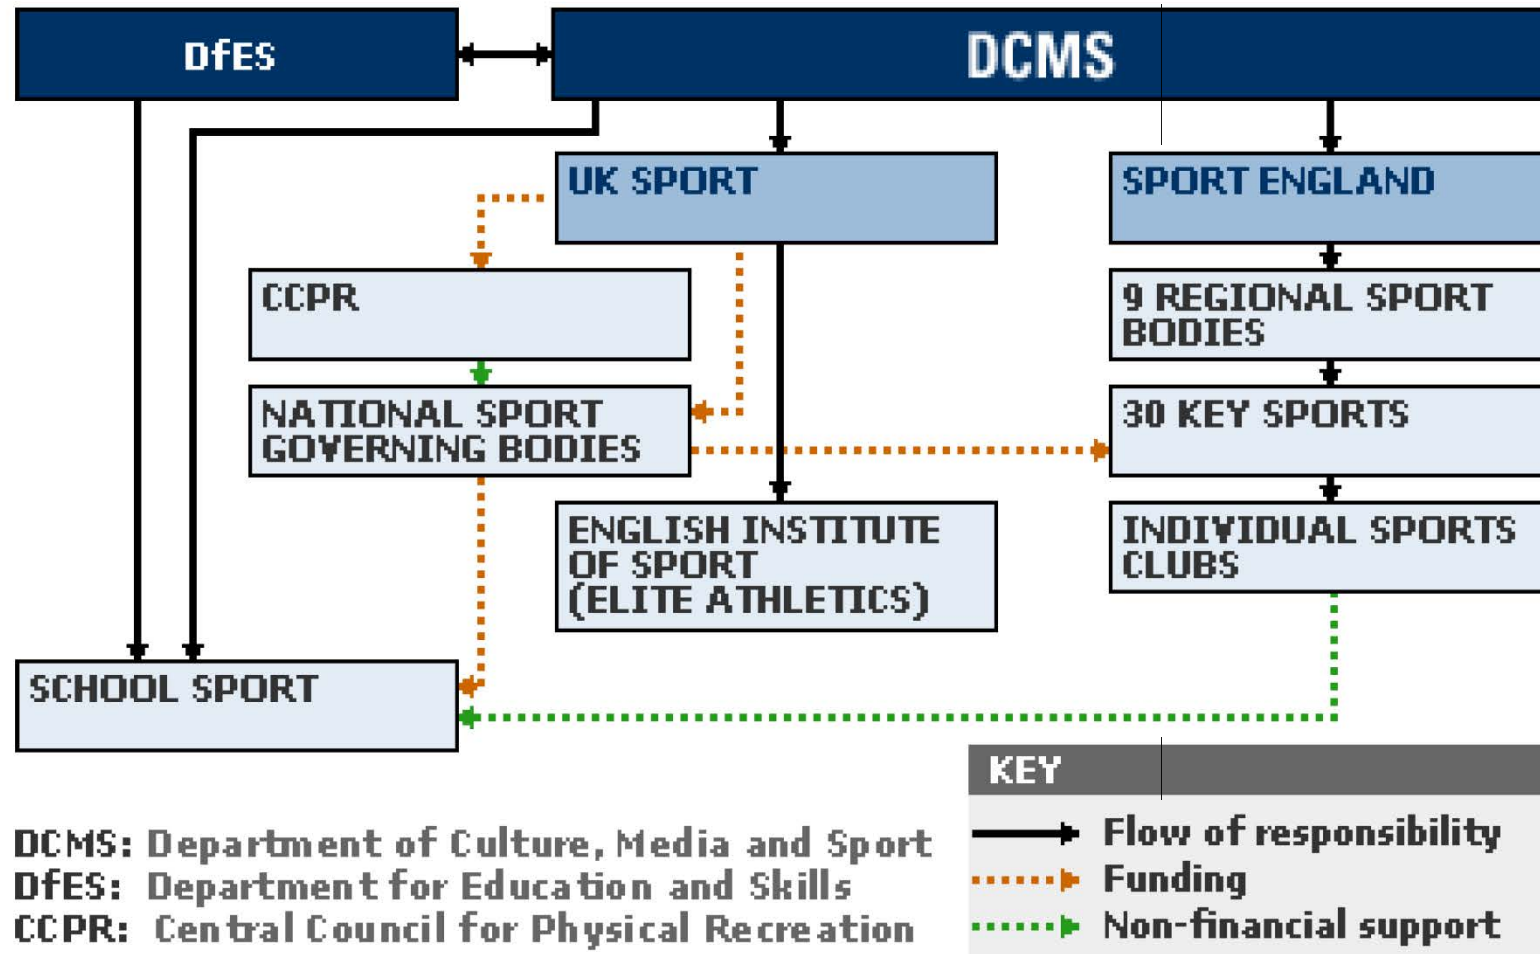 DfES
DCMS
UK SPORT
SPORT ENGLAND
CCPR
9 REGIONAL SPORT
BODIES
NATIONAL SPORT
GOVERNING BODIES
30 KEY SPORTS
ENGLISH INSTITUTE
OF SPORT
(ELITE ATHLETICS)
INDIVIDUAL SPORTS
CLUBS
SCHOOL SPORT
KEY
Flow of responsibility
Funding
Non-financial support
DCMS: Department of Culture, Media and Sport
DfES: Department for Education and Skills
CCPR: Central Council for Physical Recreation